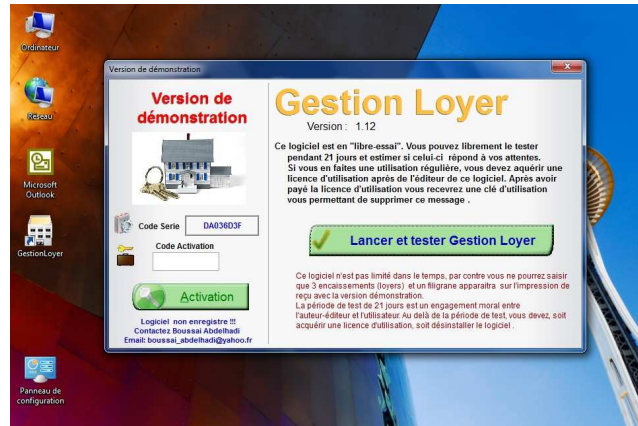 Ordinateur
Réseau
Microsoft
Outlook
GestionLoyer
Panneau de
configuration
Version de démonstration
Version de
démonstration
Code Serie
DA036D3F
Code Activation
Activation
Logiciel non enregistre !!!
Contactez Boussai Abdelhadi
Email: boussai_abdelhadi@yahoo.fr
Gestion Loyer
Version : 1.12
Ce logiciel est en "libre-essai". Vous pouvez librement le tester
pendant 21 jours et estimer si celui-ci répond à vos attentes.
Si vous en faites une utilisation régulière, vous devez aquérir une
licence d'utilisation aprés de l'éditeur de ce logiciel. Après avoir
payé la licence d'utilisation vous recevrez une clé d'utilisation
vous permettant de supprimer ce message .
Lancer et tester Gestion Loyer
Ce logiciel n'est pas limité dans le temps, par contre vous ne pourrez saisir
que 3 encaissements (loyers) et un filigrane apparaitra sur l'impression de
reçu avec la version démonstration.
La période de test de 21 jours est un engagement moral entre
l'auteur-éditeur et l'utilisateur. Au delà de la période de test, vous devez, soit
acquérir une licence d'utilisation, soit désinstaller le logiciel .